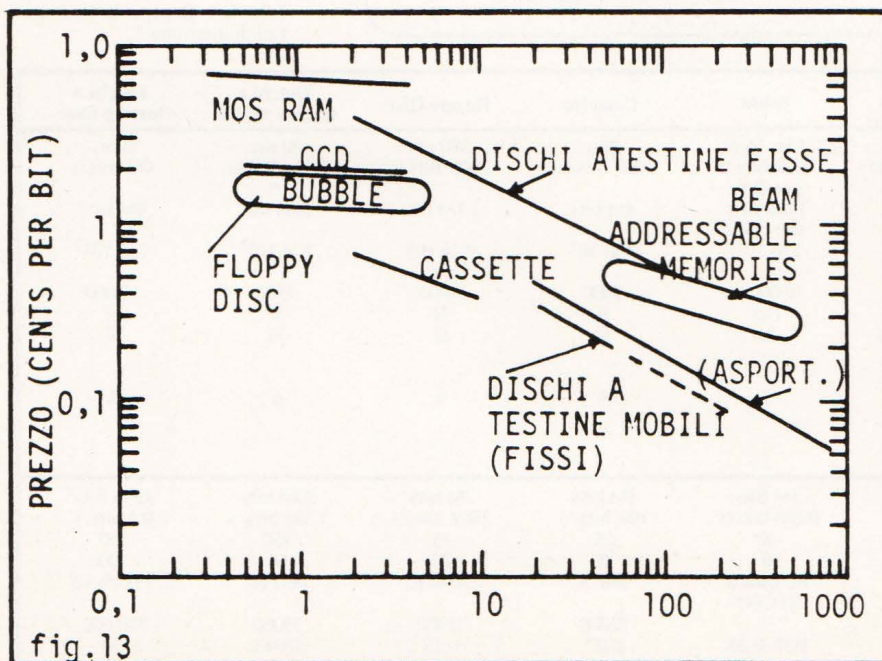 1,0
MOS RAM
CCD
DISCHI ATESTINE FISSE
BUBBLE
BEAM
ADDRESSABLE
MEMORIES
1
FLOPPY
DISC
CASSETTE
(ASPORT.)
DISCHI A
TESTINE MOBILI
(FISSI)
0,1
PREZZO (CENTS PER BIT)
0,1
1
10
100
1000
fig.13